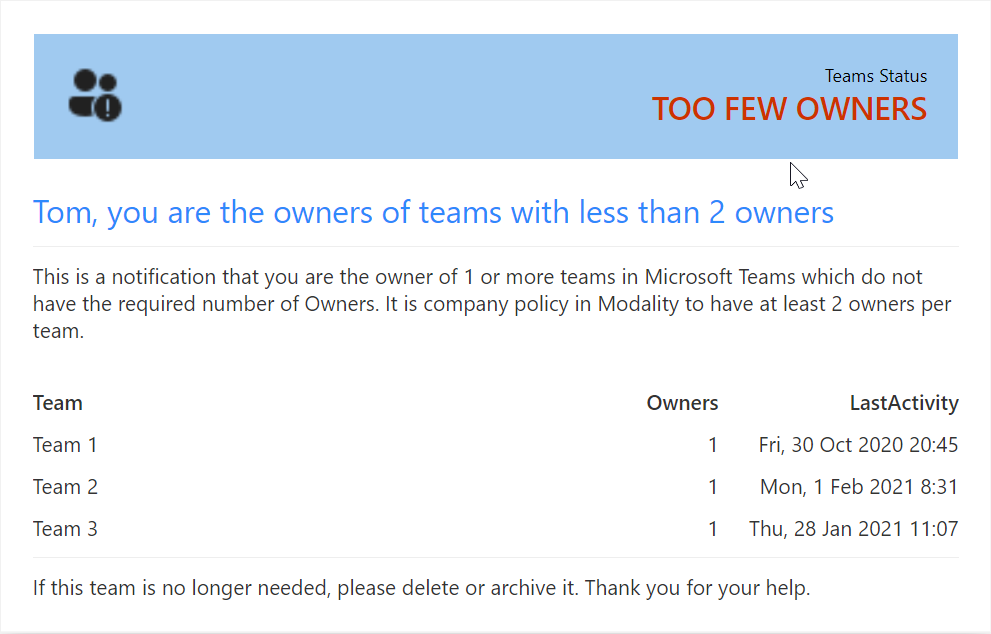 Teams Status
TOO FEW OWNERS
Tom, you are the owners of teams with less than 2 owners
This is a notification that you are the owner of 1 or more teams in Microsoft Teams which do not
have the required number of Owners. It is company policy in Modality to have at least 2 owners per
team.
Team Owners LastActivity
Team 1 1 Fri, 30 Oct 2020 20:45
Team 2 1 Mon, 1 Feb 2021 8:31
Team 3 1 Thu, 28 Jan 2021 11:07
If this team is no longer needed, please delete or archive it. Thank you for your help.